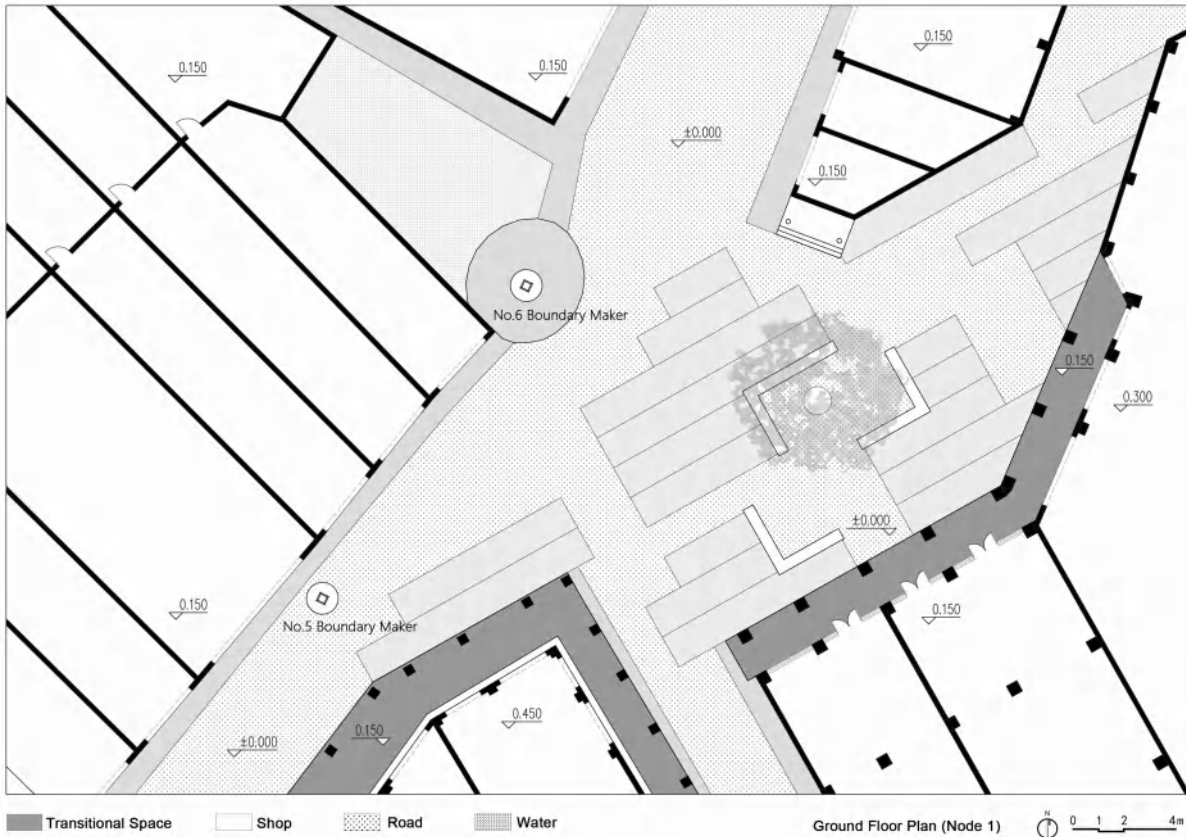 0.150
0.150
0.150
±0.000
0.150
No.6 Boundary Maker
0.150
0.300
±0.000
0.150
No.5 Boundary Maker
0.150
0.450
0.150
±0.000
Transitional Space
Shop
Road
Water
Ground Floor Plan (Node 1)
N
0 1 2 4m